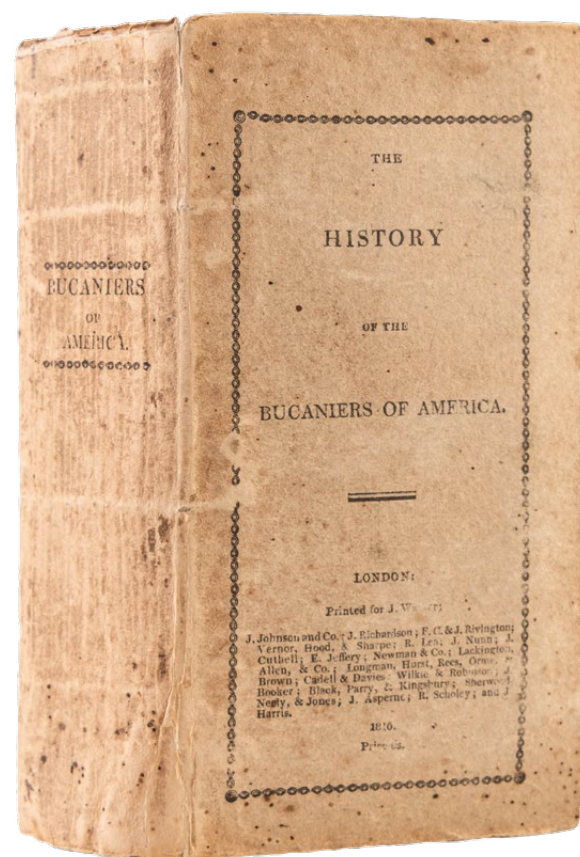 BUCANIERS
OF
AMERICA.
THE
HISTORY
OF THE
BUCANIERS OF AMERICA.
LONDON:
Printed for J.
J. Johnson and Co.; J. Richardson; F. C. & J. Rivington;
Vernor, Hood, & Sharpe; R. Lea; J. Nunn; J.
Cuthell; E. Jeffery; Newman & Co.; Lackington,
Allen, & Co.; Longman, Hurst, Rees, Orme, &
Brown; Cadell & Davies; Wilkie & Robinson; J.
Booker; Black, Parry, & Kingsbury; Sherwood,
Neely, & Jones; J. Asperne; R. Scholey; and J.
Harris.
1810.